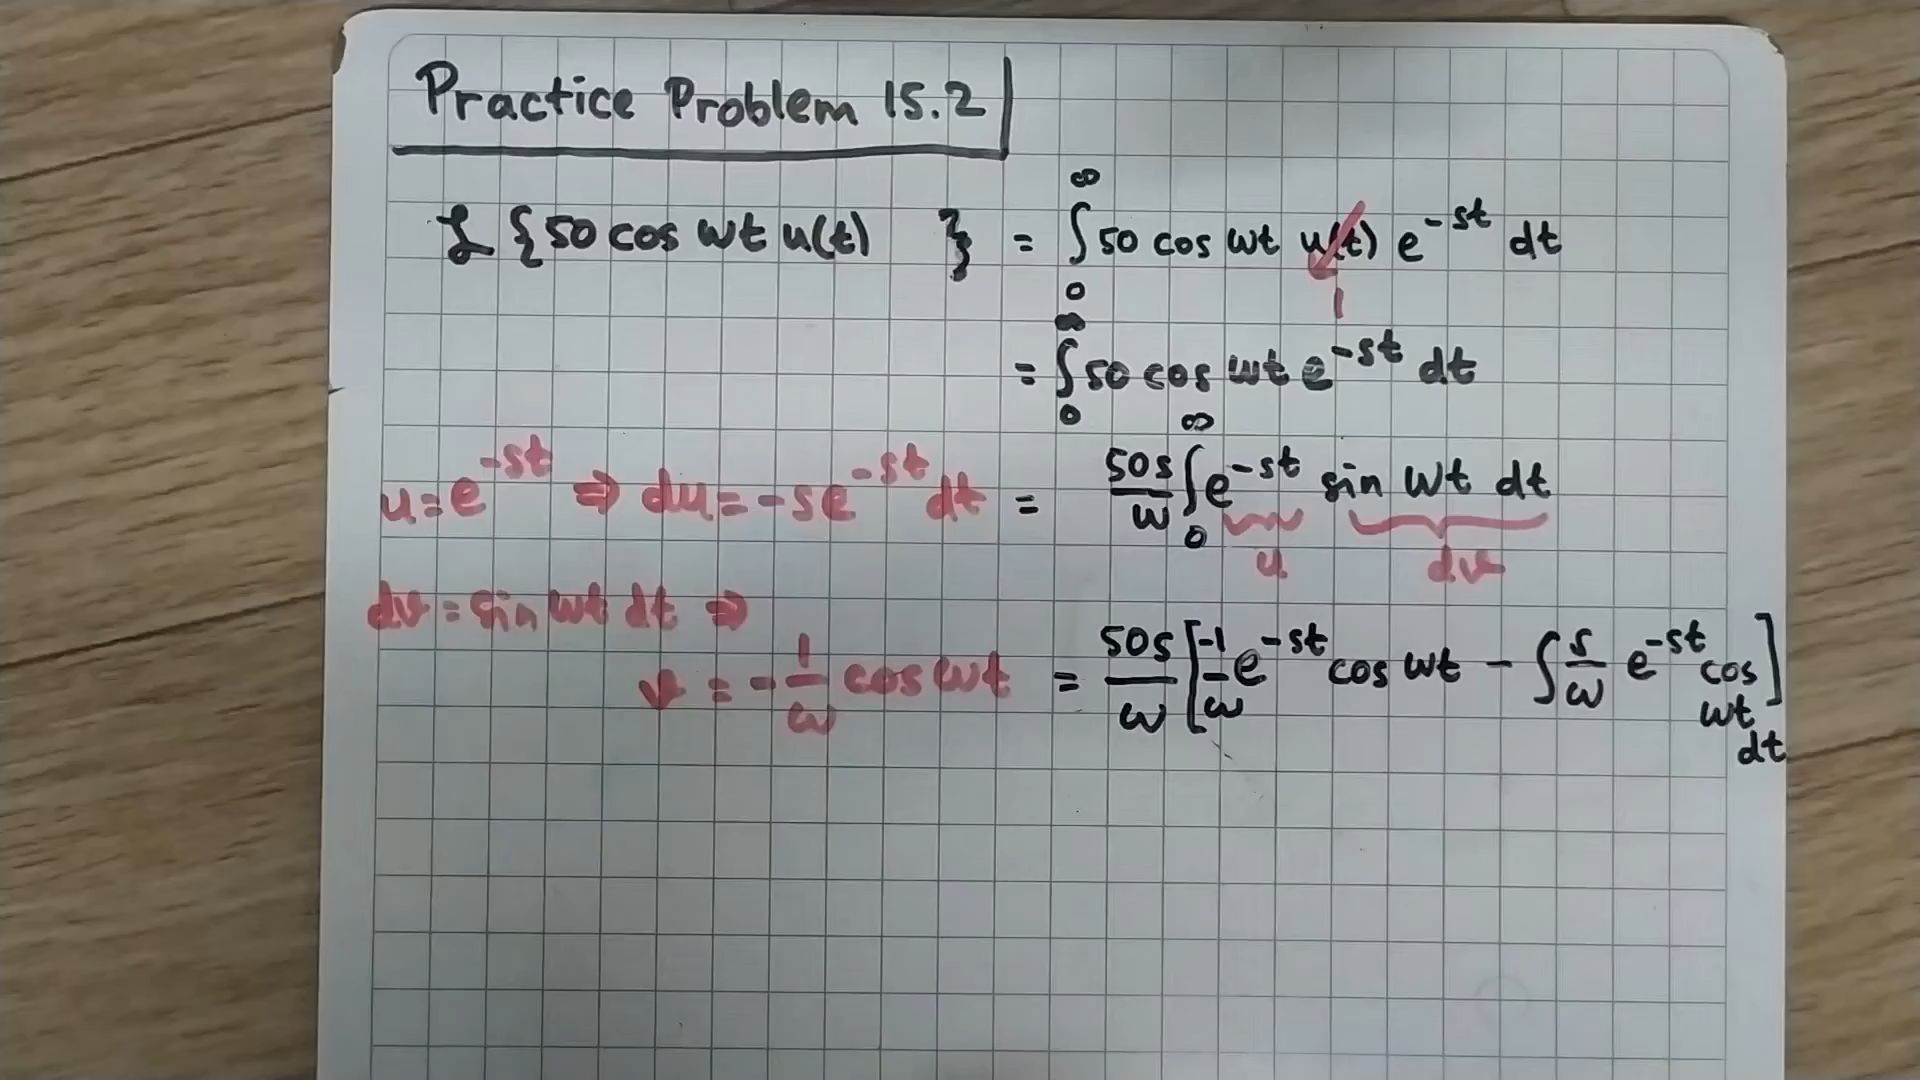 Practice Problem 15.2
ℒ {50 cos wt u(t) } = ∫₀^∞ 50 cos wt u(t) e^{-st} dt
1
= ∫₀^∞ 50 cos wt e^{-st} dt
u = e^{-st} ⇒ du = -se^{-st} dt = 50s/w ∫₀^∞ e^{-st} sin wt dt
u dv
dv = sin wt dt ⇒
v = -1/ω cos ωt = 50s/ω [-1/ω e^{-st} cos ωt - ∫ s/ω e^{-st} cos wt dt]